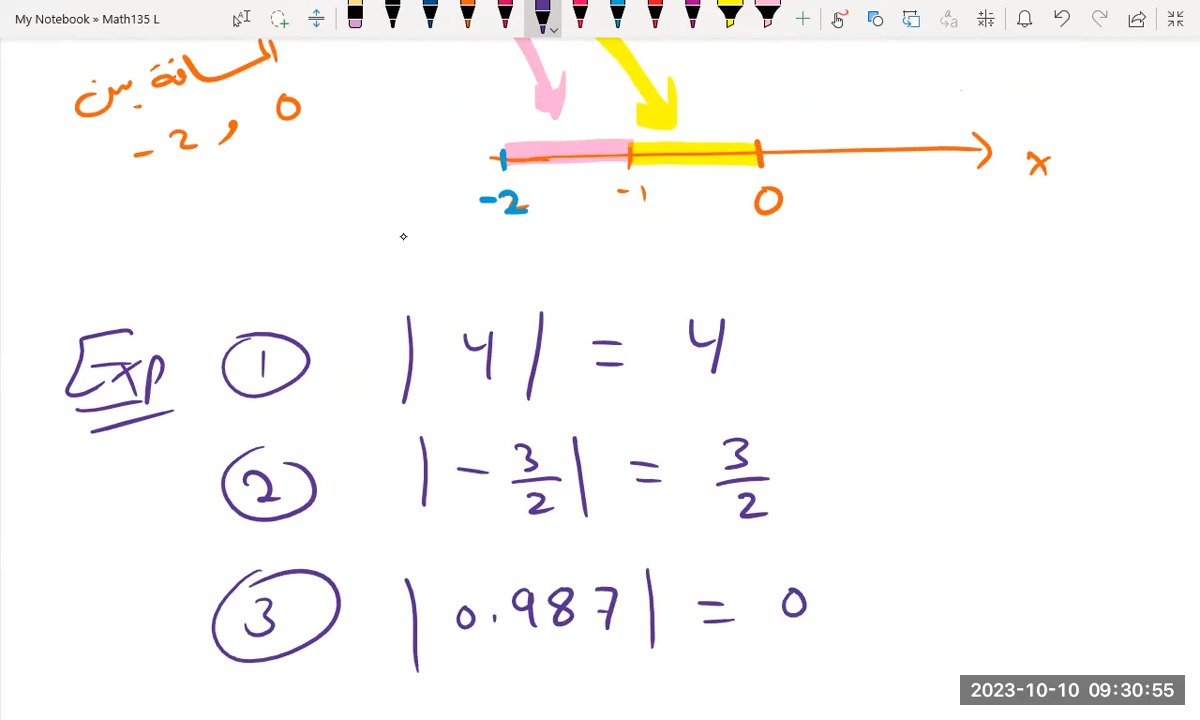 My Notebook » Math135 L
المسافة بين
-2 , 0
-2 -1 0 x
Exp ① |4| = 4
② |-3/2| = 3/2
③ |0.987| = 0
2023-10-10 09:30:55